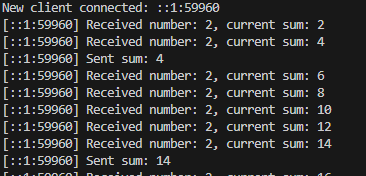 New client connected: ::1:59960
[::1:59960] Received number: 2, current sum: 2
[::1:59960] Received number: 2, current sum: 4
[::1:59960] Sent sum: 4
[::1:59960] Received number: 2, current sum: 6
[::1:59960] Received number: 2, current sum: 8
[::1:59960] Received number: 2, current sum: 10
[::1:59960] Received number: 2, current sum: 12
[::1:59960] Received number: 2, current sum: 14
[::1:59960] Sent sum: 14
[::1:59960] Received number: 2, current sum: 16